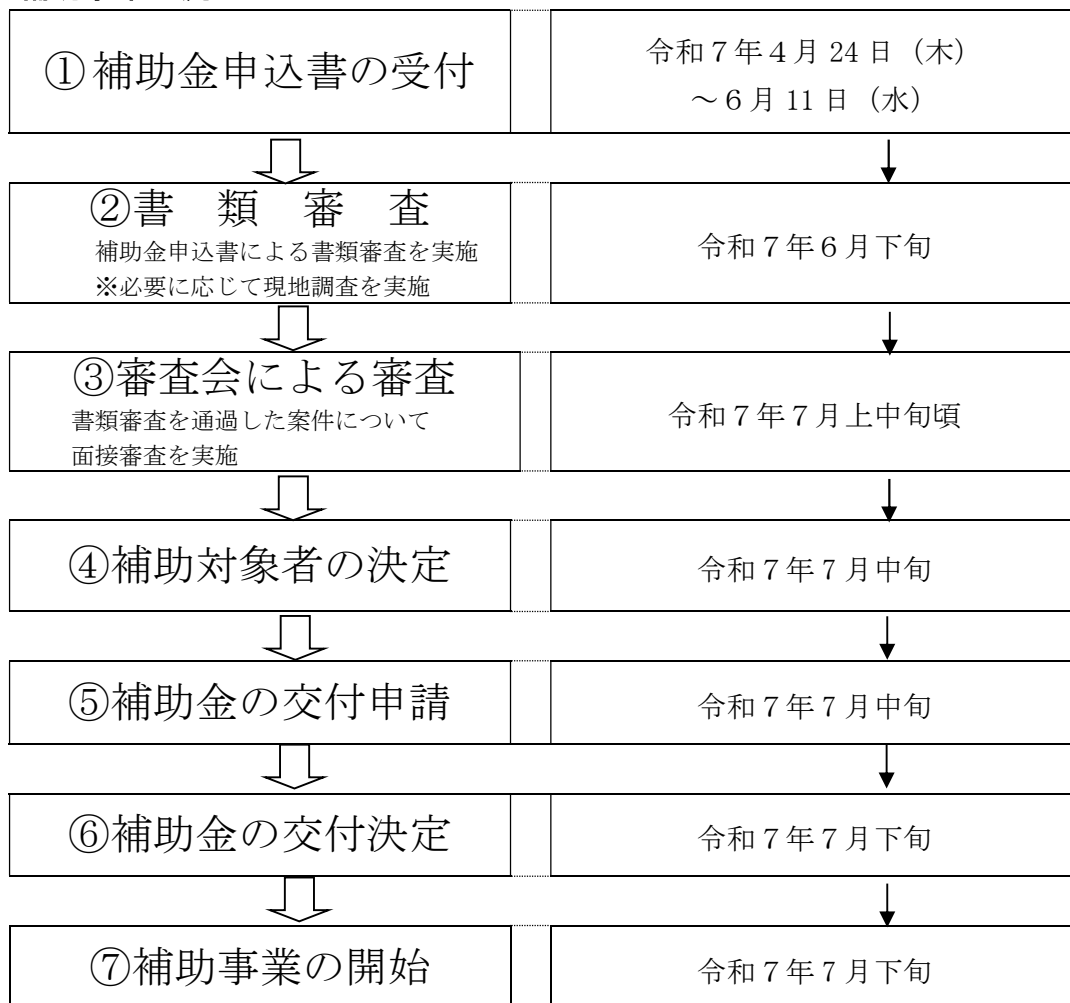 ①補助金申込書の受付
令和7年4月24日（木）
～6月11日（水）
②書　類　審　査
補助金申込書による書類審査を実施
※必要に応じて現地調査を実施
令和7年6月下旬
③審査会による審査
書類審査を通過した案件について
面接審査を実施
令和7年7月上中旬頃
④補助対象者の決定
令和7年7月中旬
⑤補助金の交付申請
令和7年7月中旬
⑥補助金の交付決定
令和7年7月下旬
⑦補助事業の開始
令和7年7月下旬